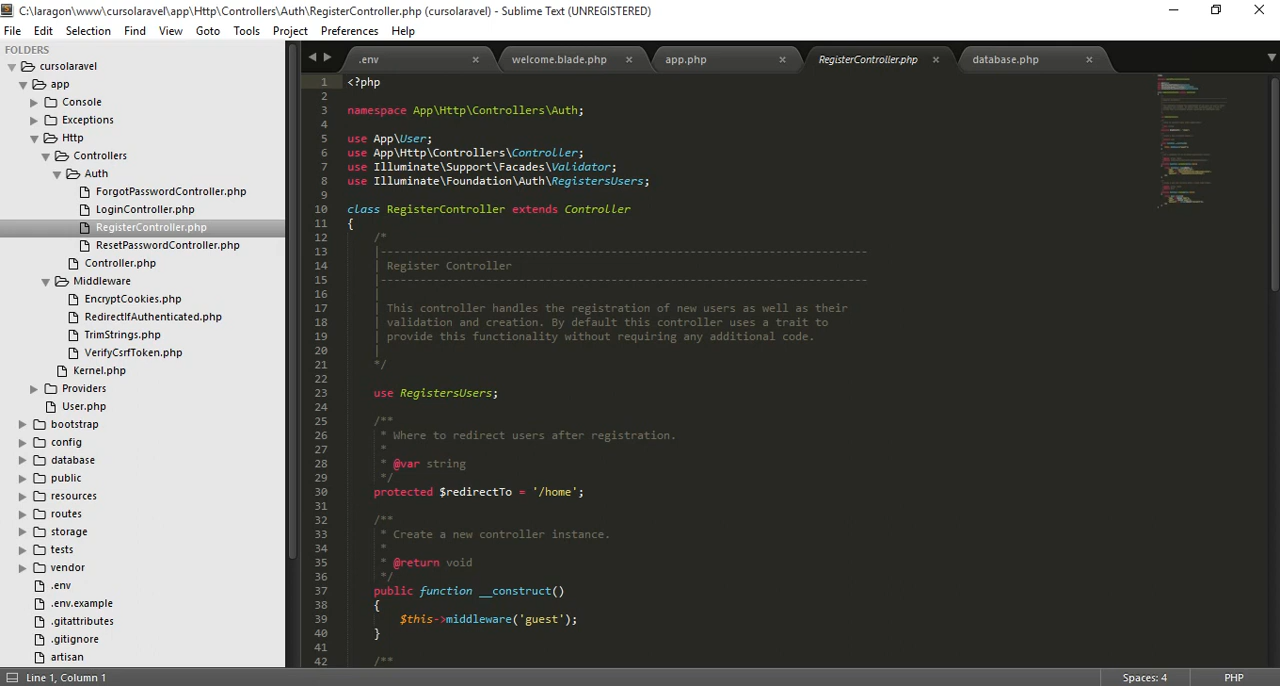 C:\laragon\www\cursolaravel\app\Http\Controllers\Auth\RegisterController.php (cursolaravel) - Sublime Text (UNREGISTERED)
File Edit Selection Find View Goto Tools Project Preferences Help
FOLDERS
cursolaravel
app
Console
Exceptions
Http
Controllers
Auth
ForgotPasswordController.php
LoginController.php
RegisterController.php
ResetPasswordController.php
Controller.php
Middleware
EncryptCookies.php
RedirectIfAuthenticated.php
TrimStrings.php
VerifyCsrfToken.php
Kernel.php
Providers
User.php
bootstrap
config
database
public
resources
routes
storage
tests
vendor
.env
.env.example
.gitattributes
.gitignore
artisan
.env × welcome.blade.php × app.php × RegisterController.php × database.php ×
1 <?php
2
3 namespace App\Http\Controllers\Auth;
4
5 use App\User;
6 use App\Http\Controllers\Controller;
7 use Illuminate\Support\Facades\Validator;
8 use Illuminate\Foundation\Auth\RegistersUsers;
9
10 class RegisterController extends Controller
11 {
12     /*
13     |--------------------------------------------------------------------------
14     | Register Controller
15     |--------------------------------------------------------------------------
16     |
17     | This controller handles the registration of new users as well as their
18     | validation and creation. By default this controller uses a trait to
19     | provide this functionality without requiring any additional code.
20     |
21     */
22
23     use RegistersUsers;
24
25     /**
26      * Where to redirect users after registration.
27      *
28      * @var string
29      */
30     protected $redirectTo = '/home';
31
32     /**
33      * Create a new controller instance.
34      *
35      * @return void
36      */
37     public function __construct()
38     {
39         $this->middleware('guest');
40     }
41
42     /**
Line 1, Column 1
Spaces: 4
PHP